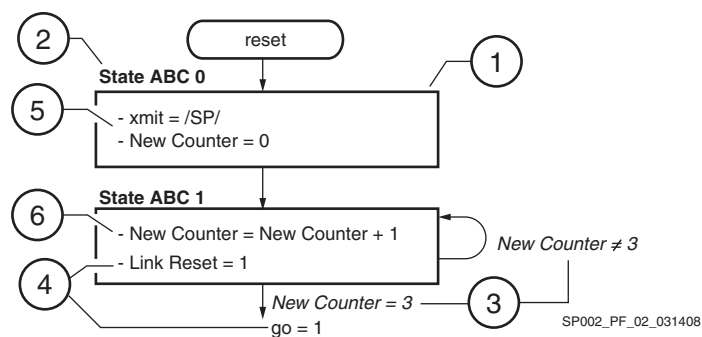 reset
2
State ABC 0
1
5
- xmit = /SP/
- New Counter = 0
State ABC 1
6
- New Counter = New Counter + 1
New Counter ≠ 3
- Link Reset = 1
4
New Counter = 3
3
go = 1
SP002_PF_02_031408